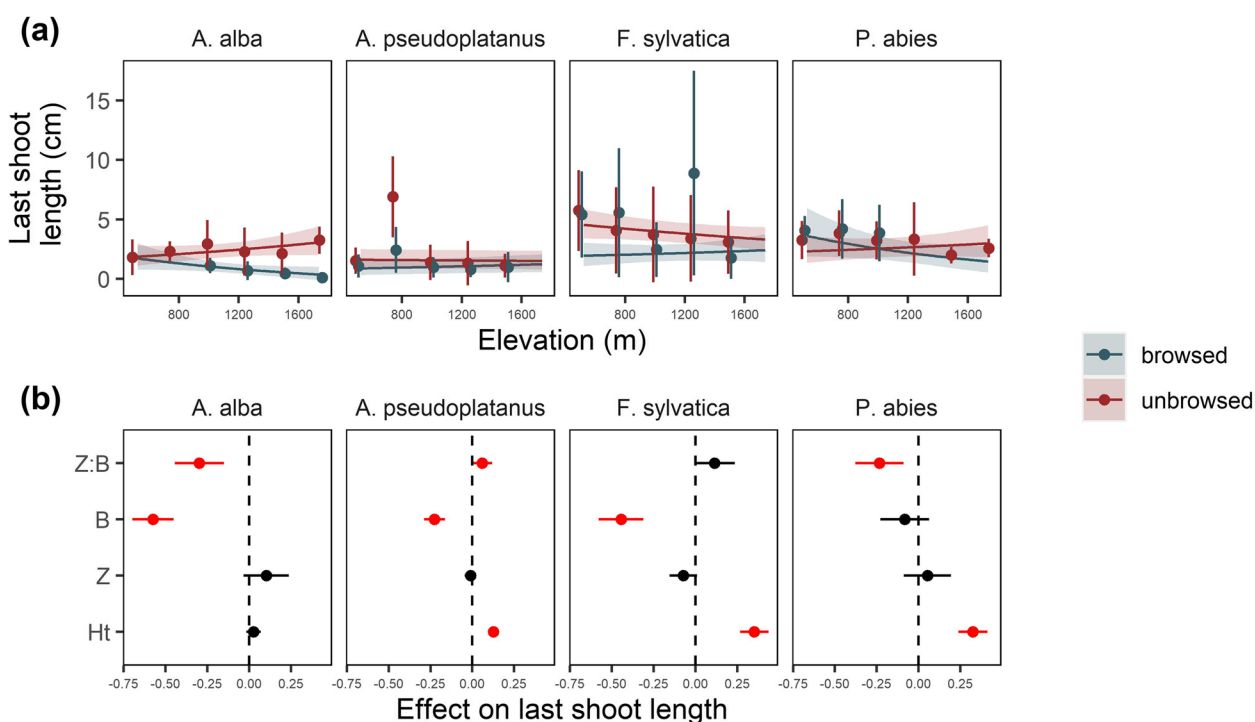 (a)
A. alba
A. pseudoplatanus
F. sylvatica
P. abies
Last shoot
length (cm)
15
10
5
0
800 1200 1600
800 1200 1600
800 1200 1600
800 1200 1600
Elevation (m)
browsed
unbrowsed
(b)
A. alba
A. pseudoplatanus
F. sylvatica
P. abies
Z:B
B
Z
Ht
-0.75 -0.50 -0.25 0.00 0.25
-0.75 -0.50 -0.25 0.00 0.25
-0.75 -0.50 -0.25 0.00 0.25
-0.75 -0.50 -0.25 0.00 0.25
Effect on last shoot length